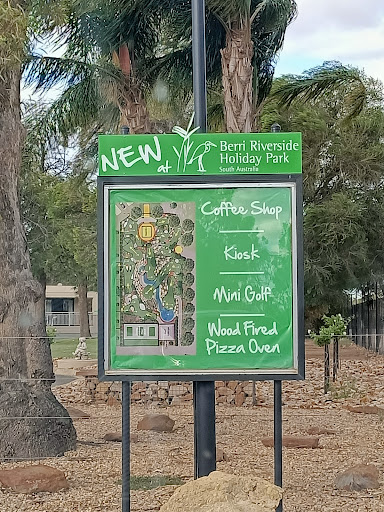 NEW at
Berri Riverside
Holiday Park
South Australia
Coffee Shop
Kiosk
Mini Golf
Wood Fired
Pizza Oven